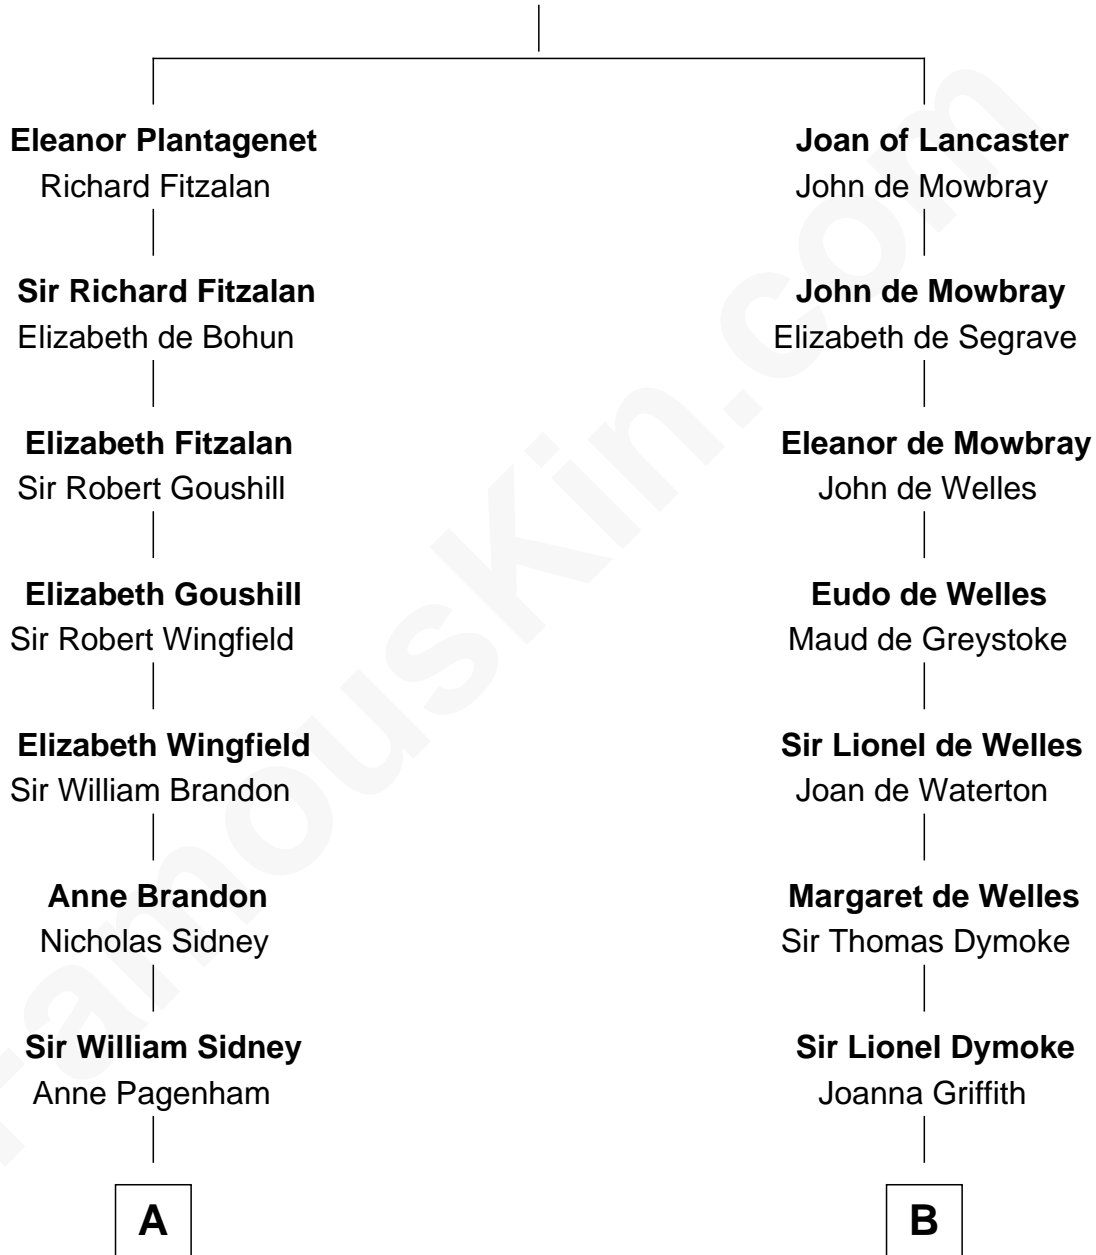 Eleanor Plantagenet
Richard Fitzalan
Sir Richard Fitzalan
Elizabeth de Bohun
Elizabeth Fitzalan
Sir Robert Goushill
Elizabeth Goushill
Sir Robert Wingfield
Elizabeth Wingfield
Sir William Brandon
Anne Brandon
Nicholas Sidney
Sir William Sidney
Anne Pagenham
A
Joan of Lancaster
John de Mowbray
John de Mowbray
Elizabeth de Segrave
Eleanor de Mowbray
John de Welles
Eudo de Welles
Maud de Greystoke
Sir Lionel de Welles
Joan de Waterton
Margaret de Welles
Sir Thomas Dymoke
Sir Lionel Dymoke
Joanna Griffith
B
FamousKin.com